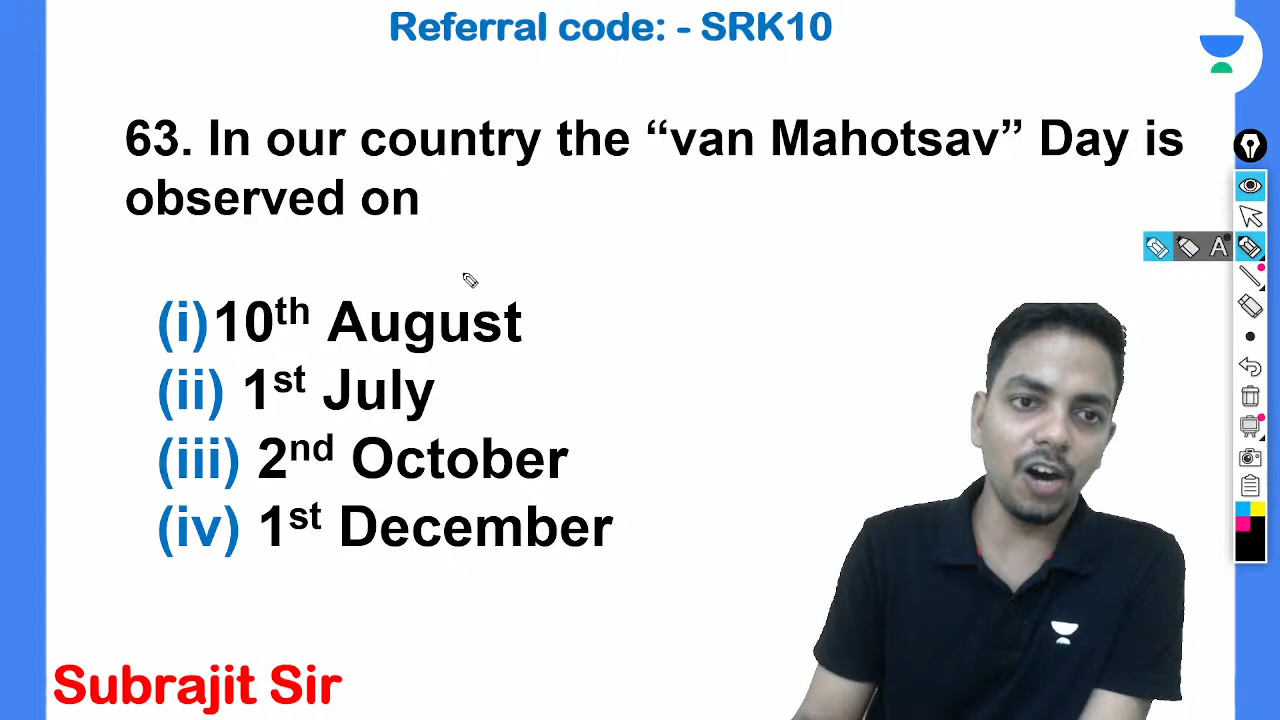 Referral code: - SRK10
63. In our country the “van Mahotsav” Day is
observed on
(i)10th August
(ii) 1st July
(iii) 2nd October
(iv) 1st December
A
Subrajit Sir